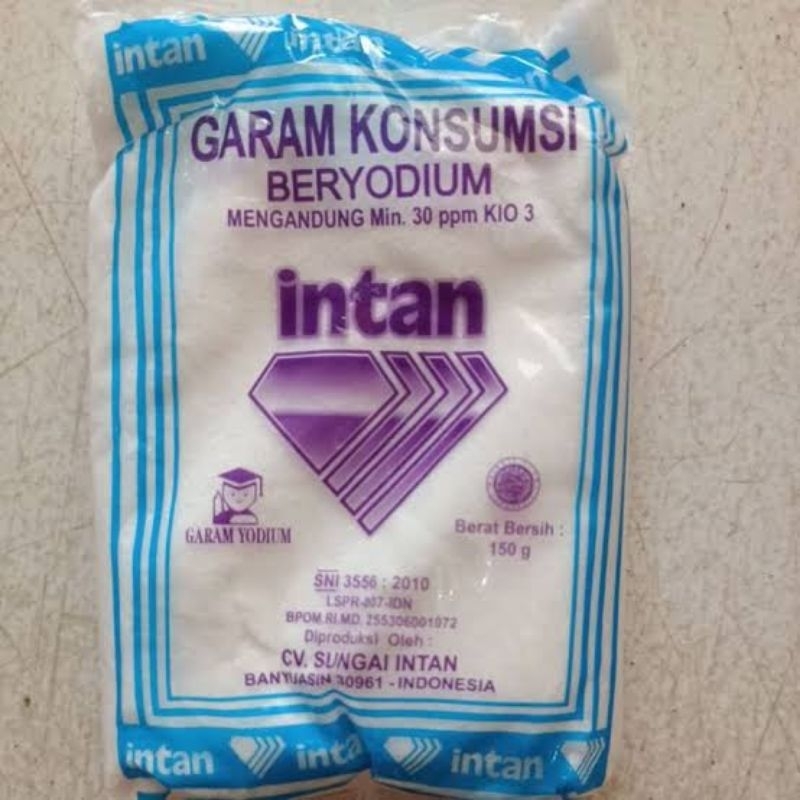 intan intan
GARAM KONSUMSI
BERYODIUM
MENGANDUNG Min. 30 ppm KIO 3
intan
GARAM YODIUM
Berat Bersih :
150 g
SNI 3556 : 2010
LSPR-807-IDN
BPOM.RI.MD. 255306001072
Diproduksi Oleh :
CV. SUNGAI INTAN
BANYUASIN 30961 - INDONESIA
intan intan intan